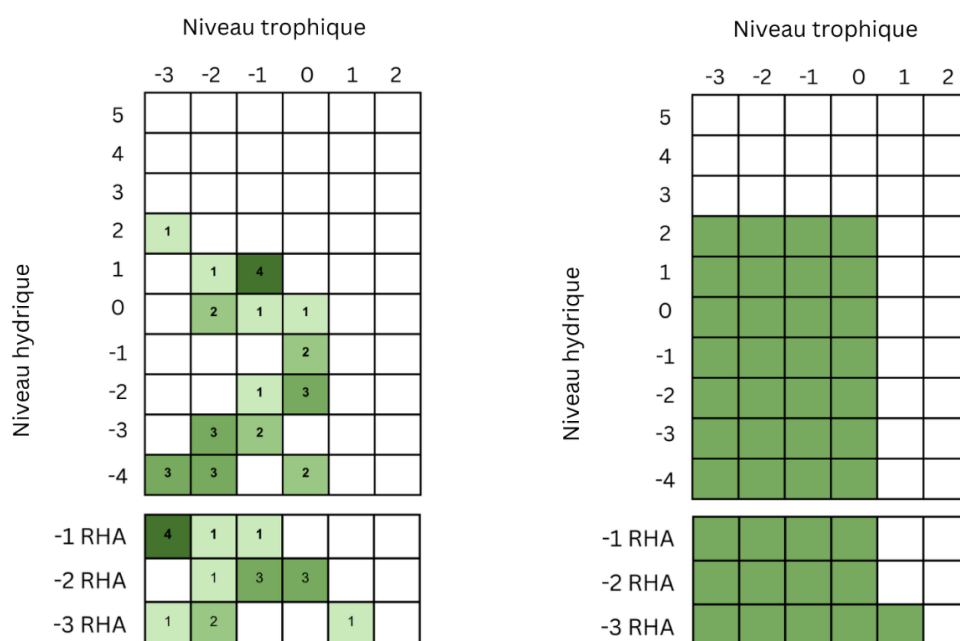 Niveau trophique
-3 -2 -1 0 1 2
Niveau hydrique
5
4
3
2 1
1 1 4
0 2 1 1
-1 2
-2 1 3
-3 3 2
-4 3 3 2
-1 RHA 4 1 1
-2 RHA 1 3 3
-3 RHA 1 2 1
Niveau trophique
-3 -2 -1 0 1 2
Niveau hydrique
5
4
3
2
1
0
-1
-2
-3
-4
-1 RHA
-2 RHA
-3 RHA